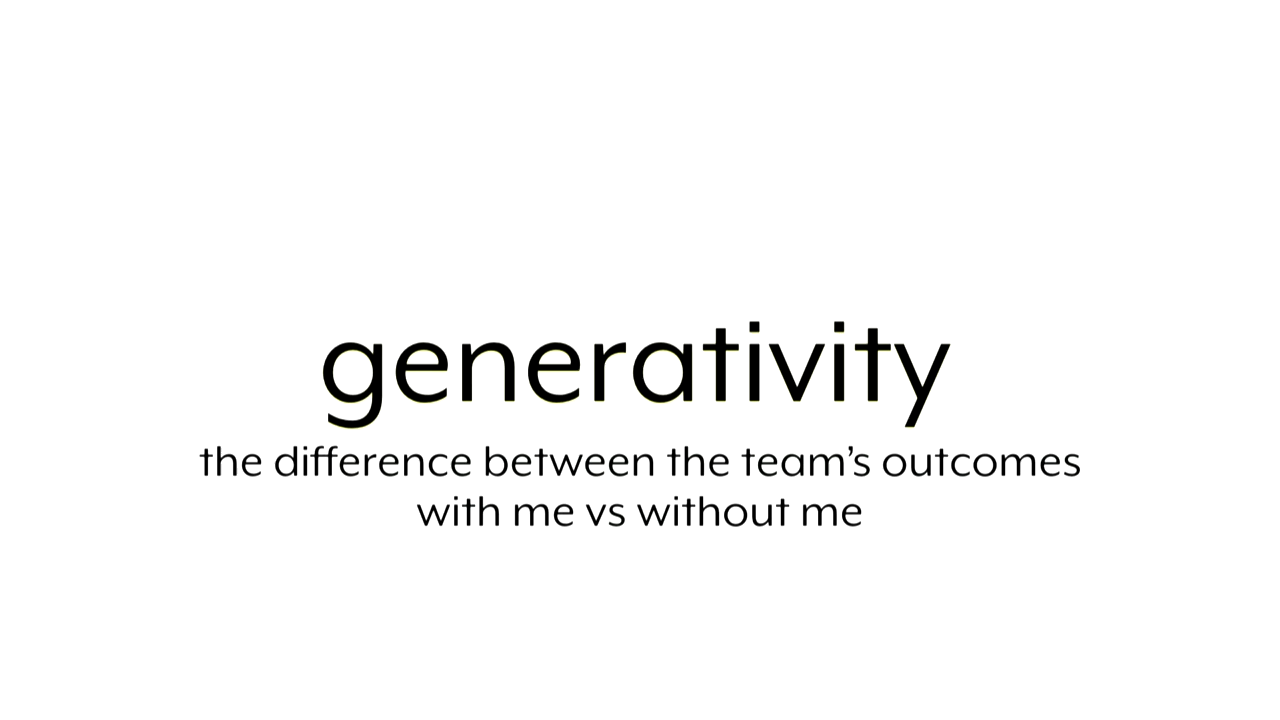 generativity
the difference between the team’s outcomes
with me vs without me